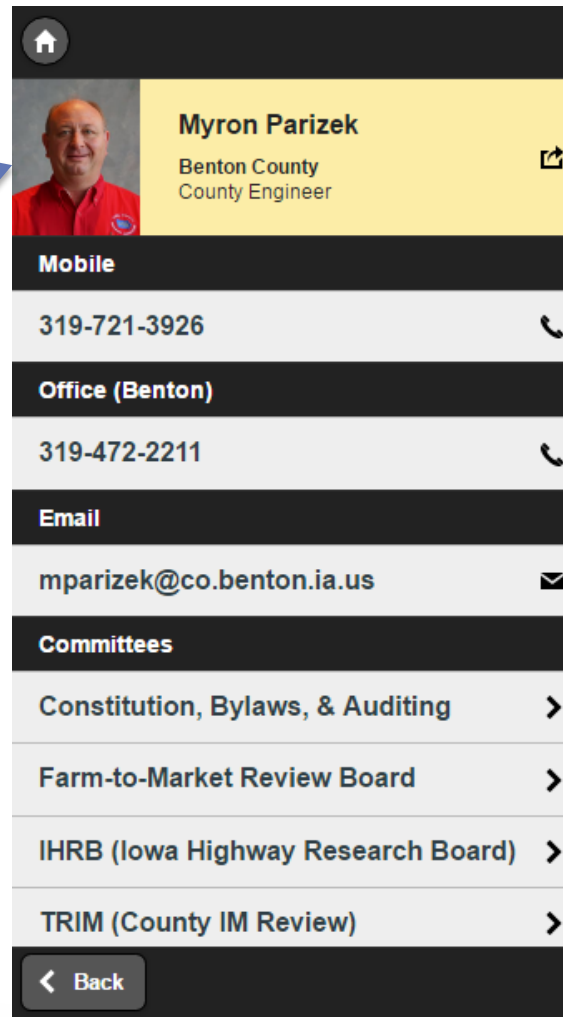 Myron Parizek
Benton County
County Engineer
Mobile
319-721-3926
Office (Benton)
319-472-2211
Email
mparizek@co.benton.ia.us
Committees
Constitution, Bylaws, & Auditing
Farm-to-Market Review Board
IHRB (Iowa Highway Research Board)
TRIM (County IM Review)
Back